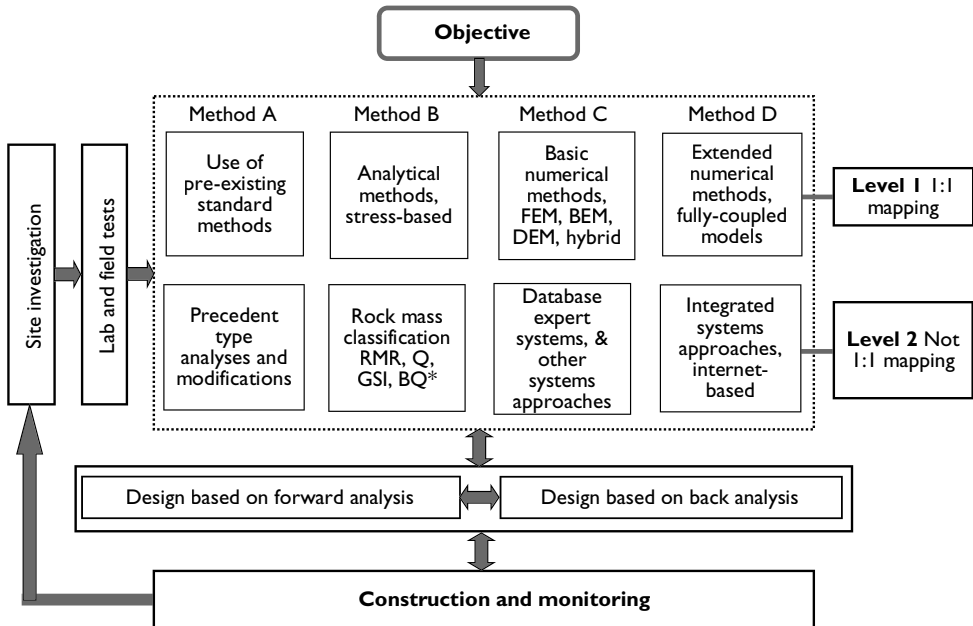 Objective
Method A
Method B
Method C
Method D
Site investigation
Lab and field tests
Use of
pre-existing
standard
methods
Analytical
methods,
stress-based
Basic
numerical
methods,
FEM, BEM,
DEM, hybrid
Extended
numerical
methods,
fully-coupled
models
Level 1 1:1
mapping
Precedent
type
analyses and
modifications
Rock mass
classification
RMR, Q,
GSI, BQ*
Database
expert
systems, &
other
systems
approaches
Integrated
systems
approaches,
internet-
based
Level 2 Not
1:1 mapping
Design based on forward analysis
Design based on back analysis
Construction and monitoring